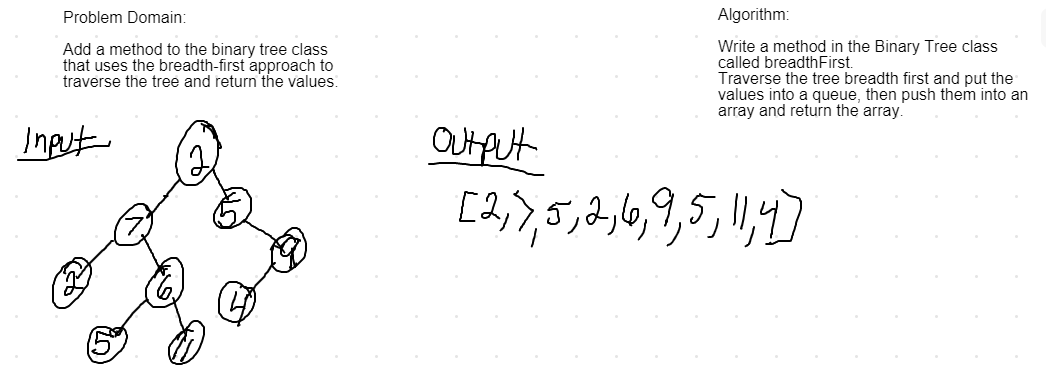 Problem Domain:
Add a method to the binary tree class
that uses the breadth-first approach to
traverse the tree and return the values.
Algorithm:
Write a method in the Binary Tree class
called breadthFirst.
Traverse the tree breadth first and put the
values into a queue, then push them into an
array and return the array.
Input
2
7
5
2
6
9
5
11
4
Output
[2,7,5,2,6,9,5,11,4]